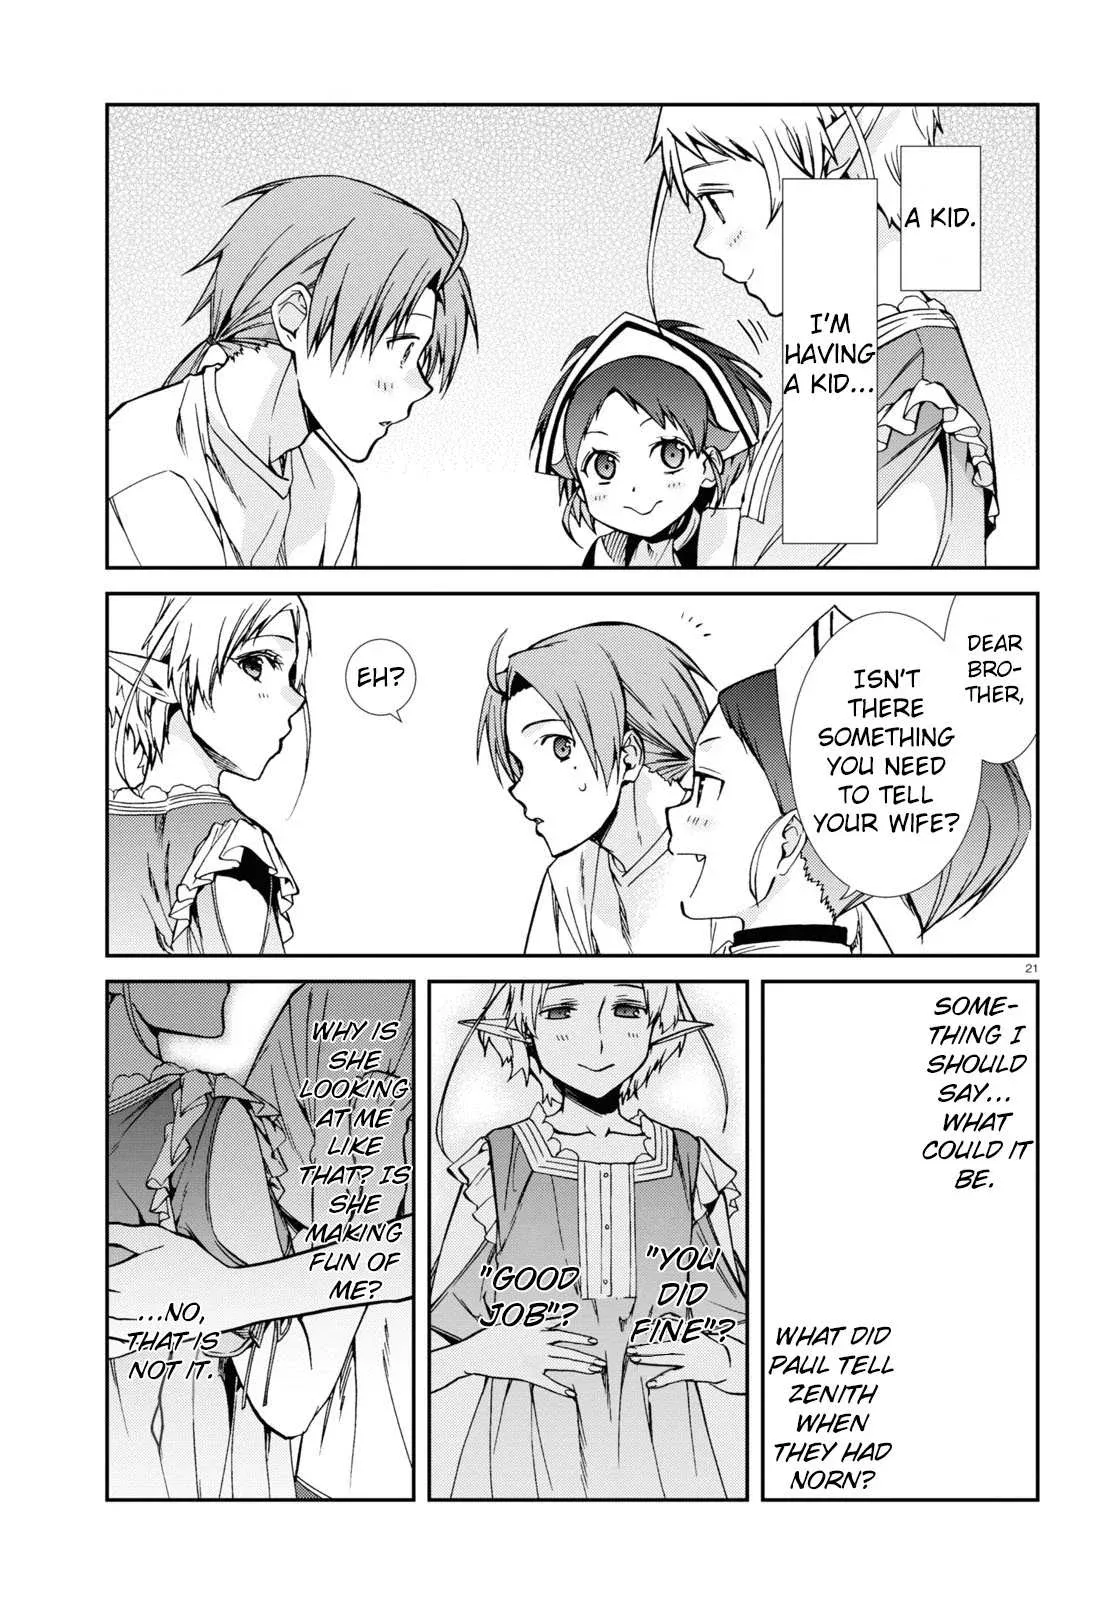 A KID.
I'M
HAVING
A KID...
DEAR
BRO-
THER,
ISN'T
THERE
SOMETHING
YOU NEED
TO TELL
YOUR WIFE?
EH?
21
SOME-
THING I
SHOULD
SAY...
WHAT
COULD IT
BE.
WHAT DID
PAUL TELL
ZENITH
WHEN
THEY HAD
NORN?
"YOU
DID
FINE"?
"GOOD
JOB"?
WHY IS
SHE
LOOKING
AT ME
LIKE
THAT? IS
SHE
MAKING
FUN OF
ME?
...NO,
THAT IS
NOT IT.